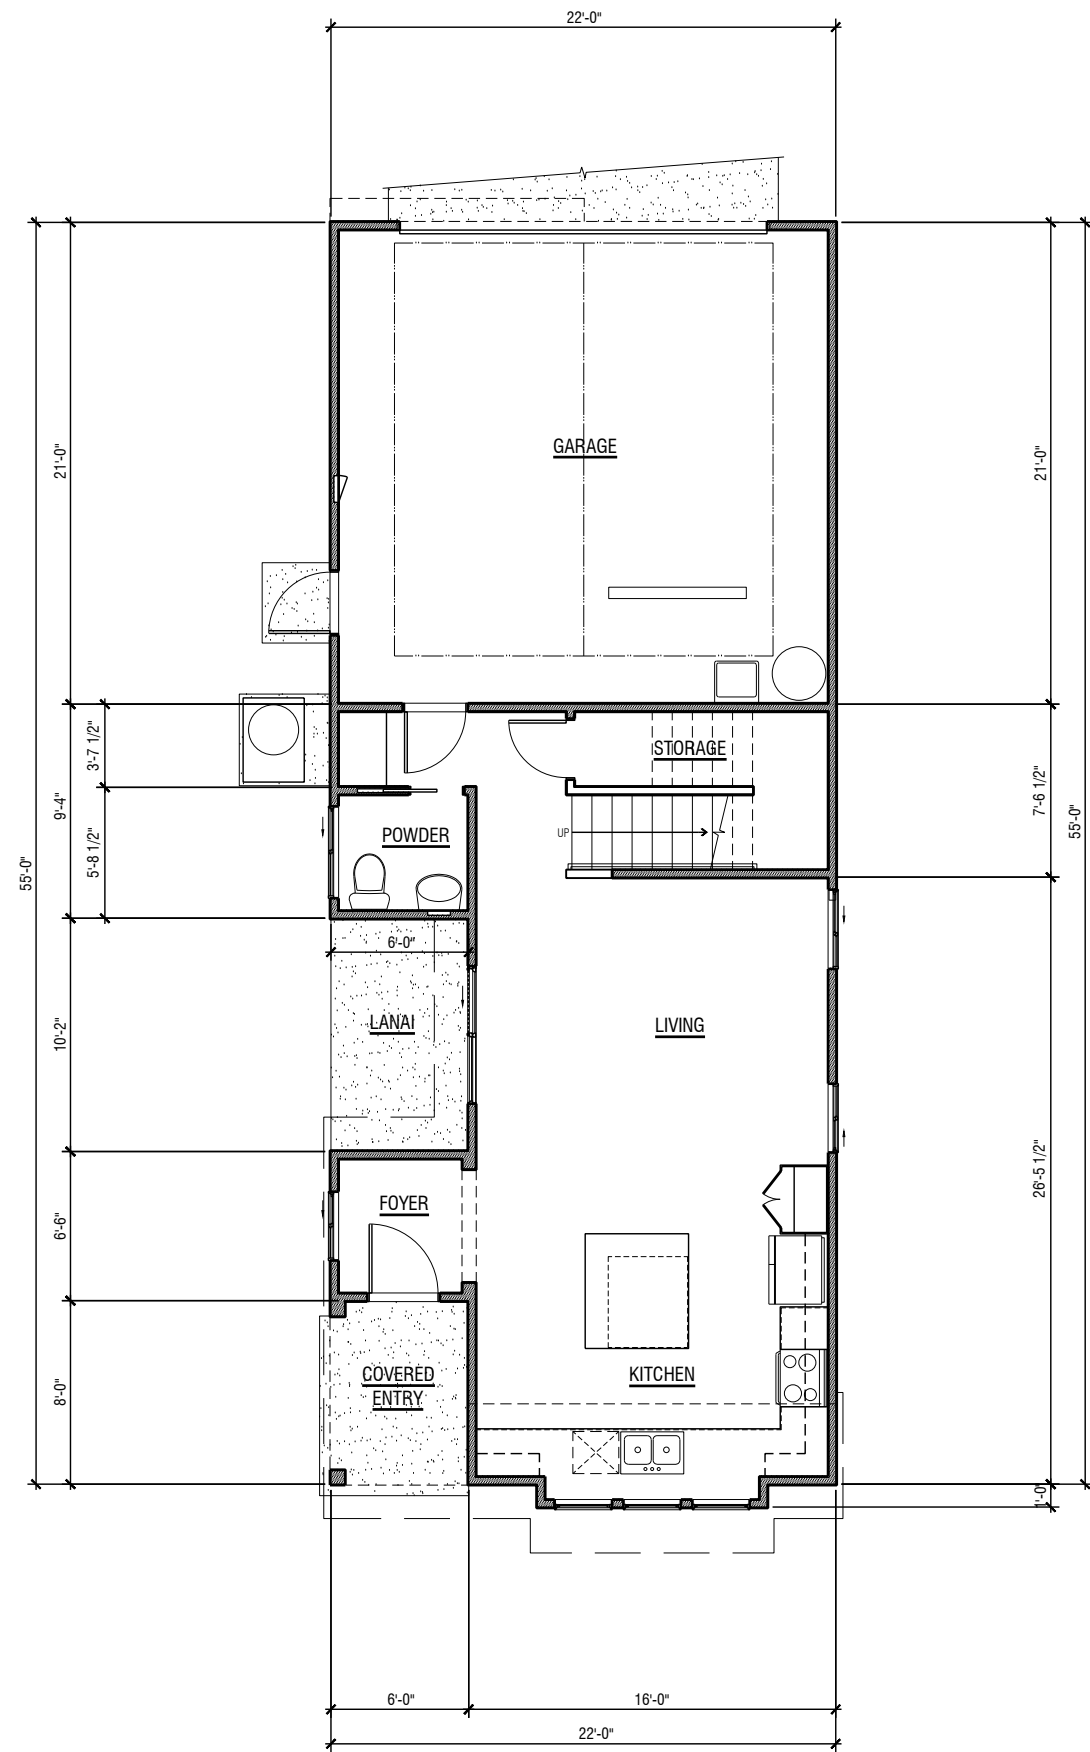 22'-0"
GARAGE
21'-0"
21'-0"
STORAGE
3'-7 1/2"
9'-4"
7'-6 1/2"
UP
POWDER
5'-8 1/2"
55'-0"
55'-0"
6'-0"
LANAI
LIVING
10'-2"
26'-5 1/2"
FOYER
6'-6"
COVERED
ENTRY
KITCHEN
8'-0"
1'-0"
6'-0"
16'-0"
22'-0"